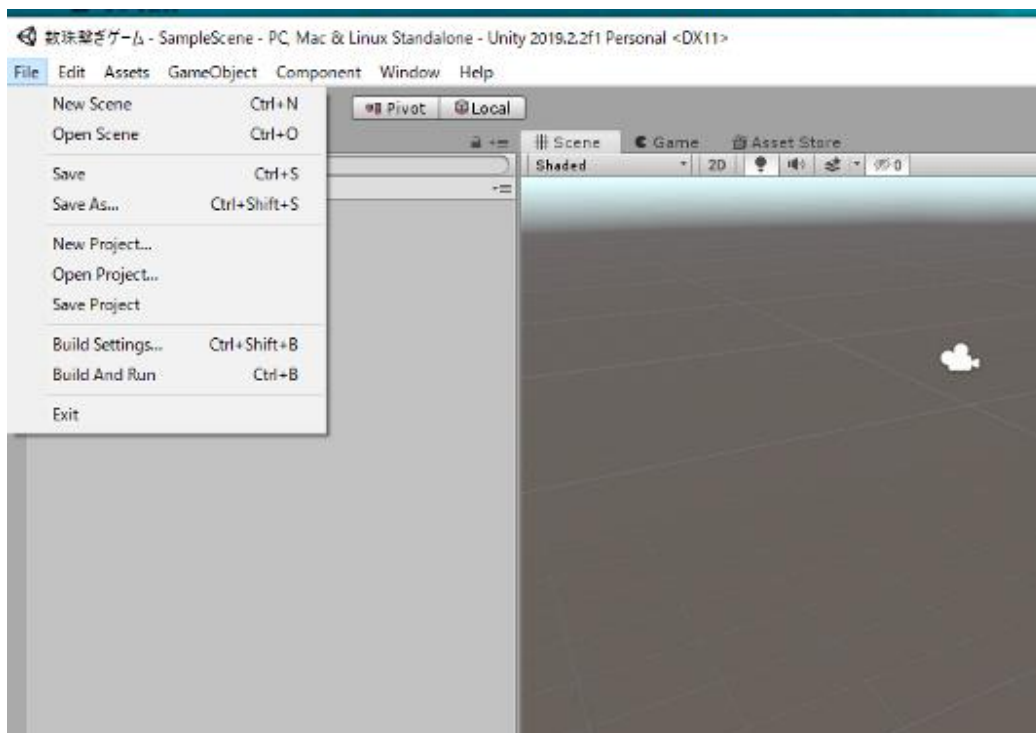 数珠繋ぎゲーム - SampleScene - PC, Mac & Linux Standalone - Unity 2019.2.2f1 Personal <DX11>
File Edit Assets GameObject Component Window Help
New Scene Ctrl+N
Open Scene Ctrl+O
Save Ctrl+S
Save As... Ctrl+Shift+S
New Project...
Open Project...
Save Project
Build Settings... Ctrl+Shift+B
Build And Run Ctrl+B
Exit
Pivot Local
Scene Game Asset Store
Shaded 2D 0